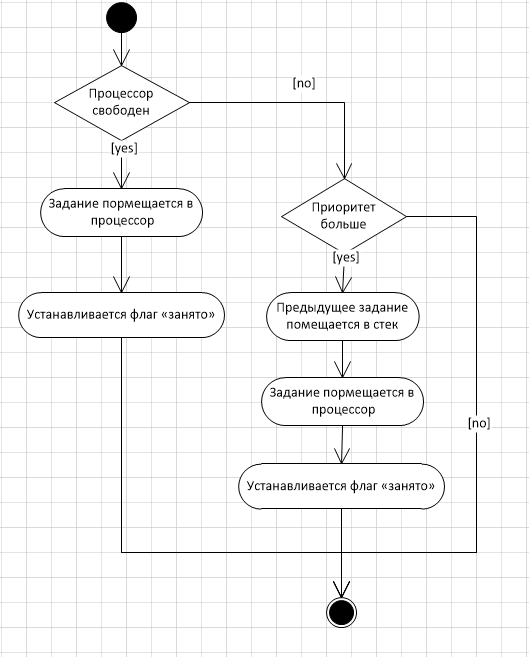 Процессор
свободен
[no]
[yes]
Задание пормещается в
процессор
Приоритет
больше
[yes]
Устанавливается флаг «занято»
Предыдущее задание
помещается в стек
Задание пормещается в
процессор
[no]
Устанавливается флаг «занято»